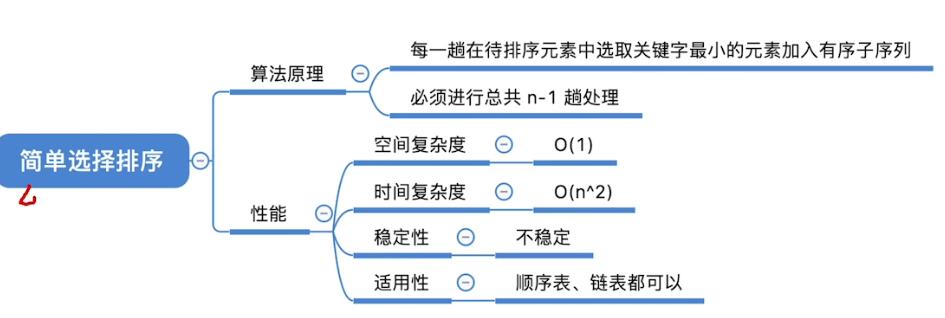 每一趟在待排序元素中选取关键字最小的元素加入有序子序列
算法原理
必须进行总共 n-1 趟处理
简单选择排序
空间复杂度 O(1)
时间复杂度 O(n^2)
性能
稳定性 不稳定
适用性 顺序表、链表都可以